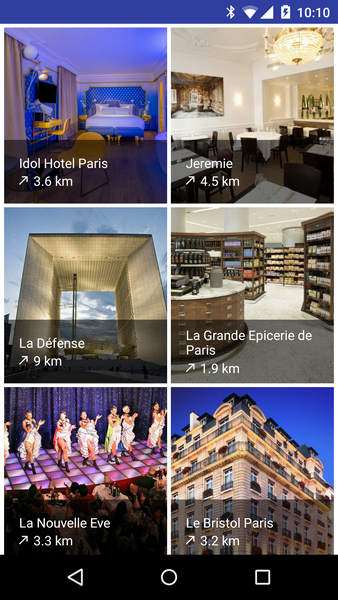 10:10
Idol Hotel Paris
3.6 km
Jeremie
4.5 km
La Défense
9 km
La Grande Epicerie de
Paris
1.9 km
La Nouvelle Eve
3.3 km
Le Bristol Paris
3.2 km